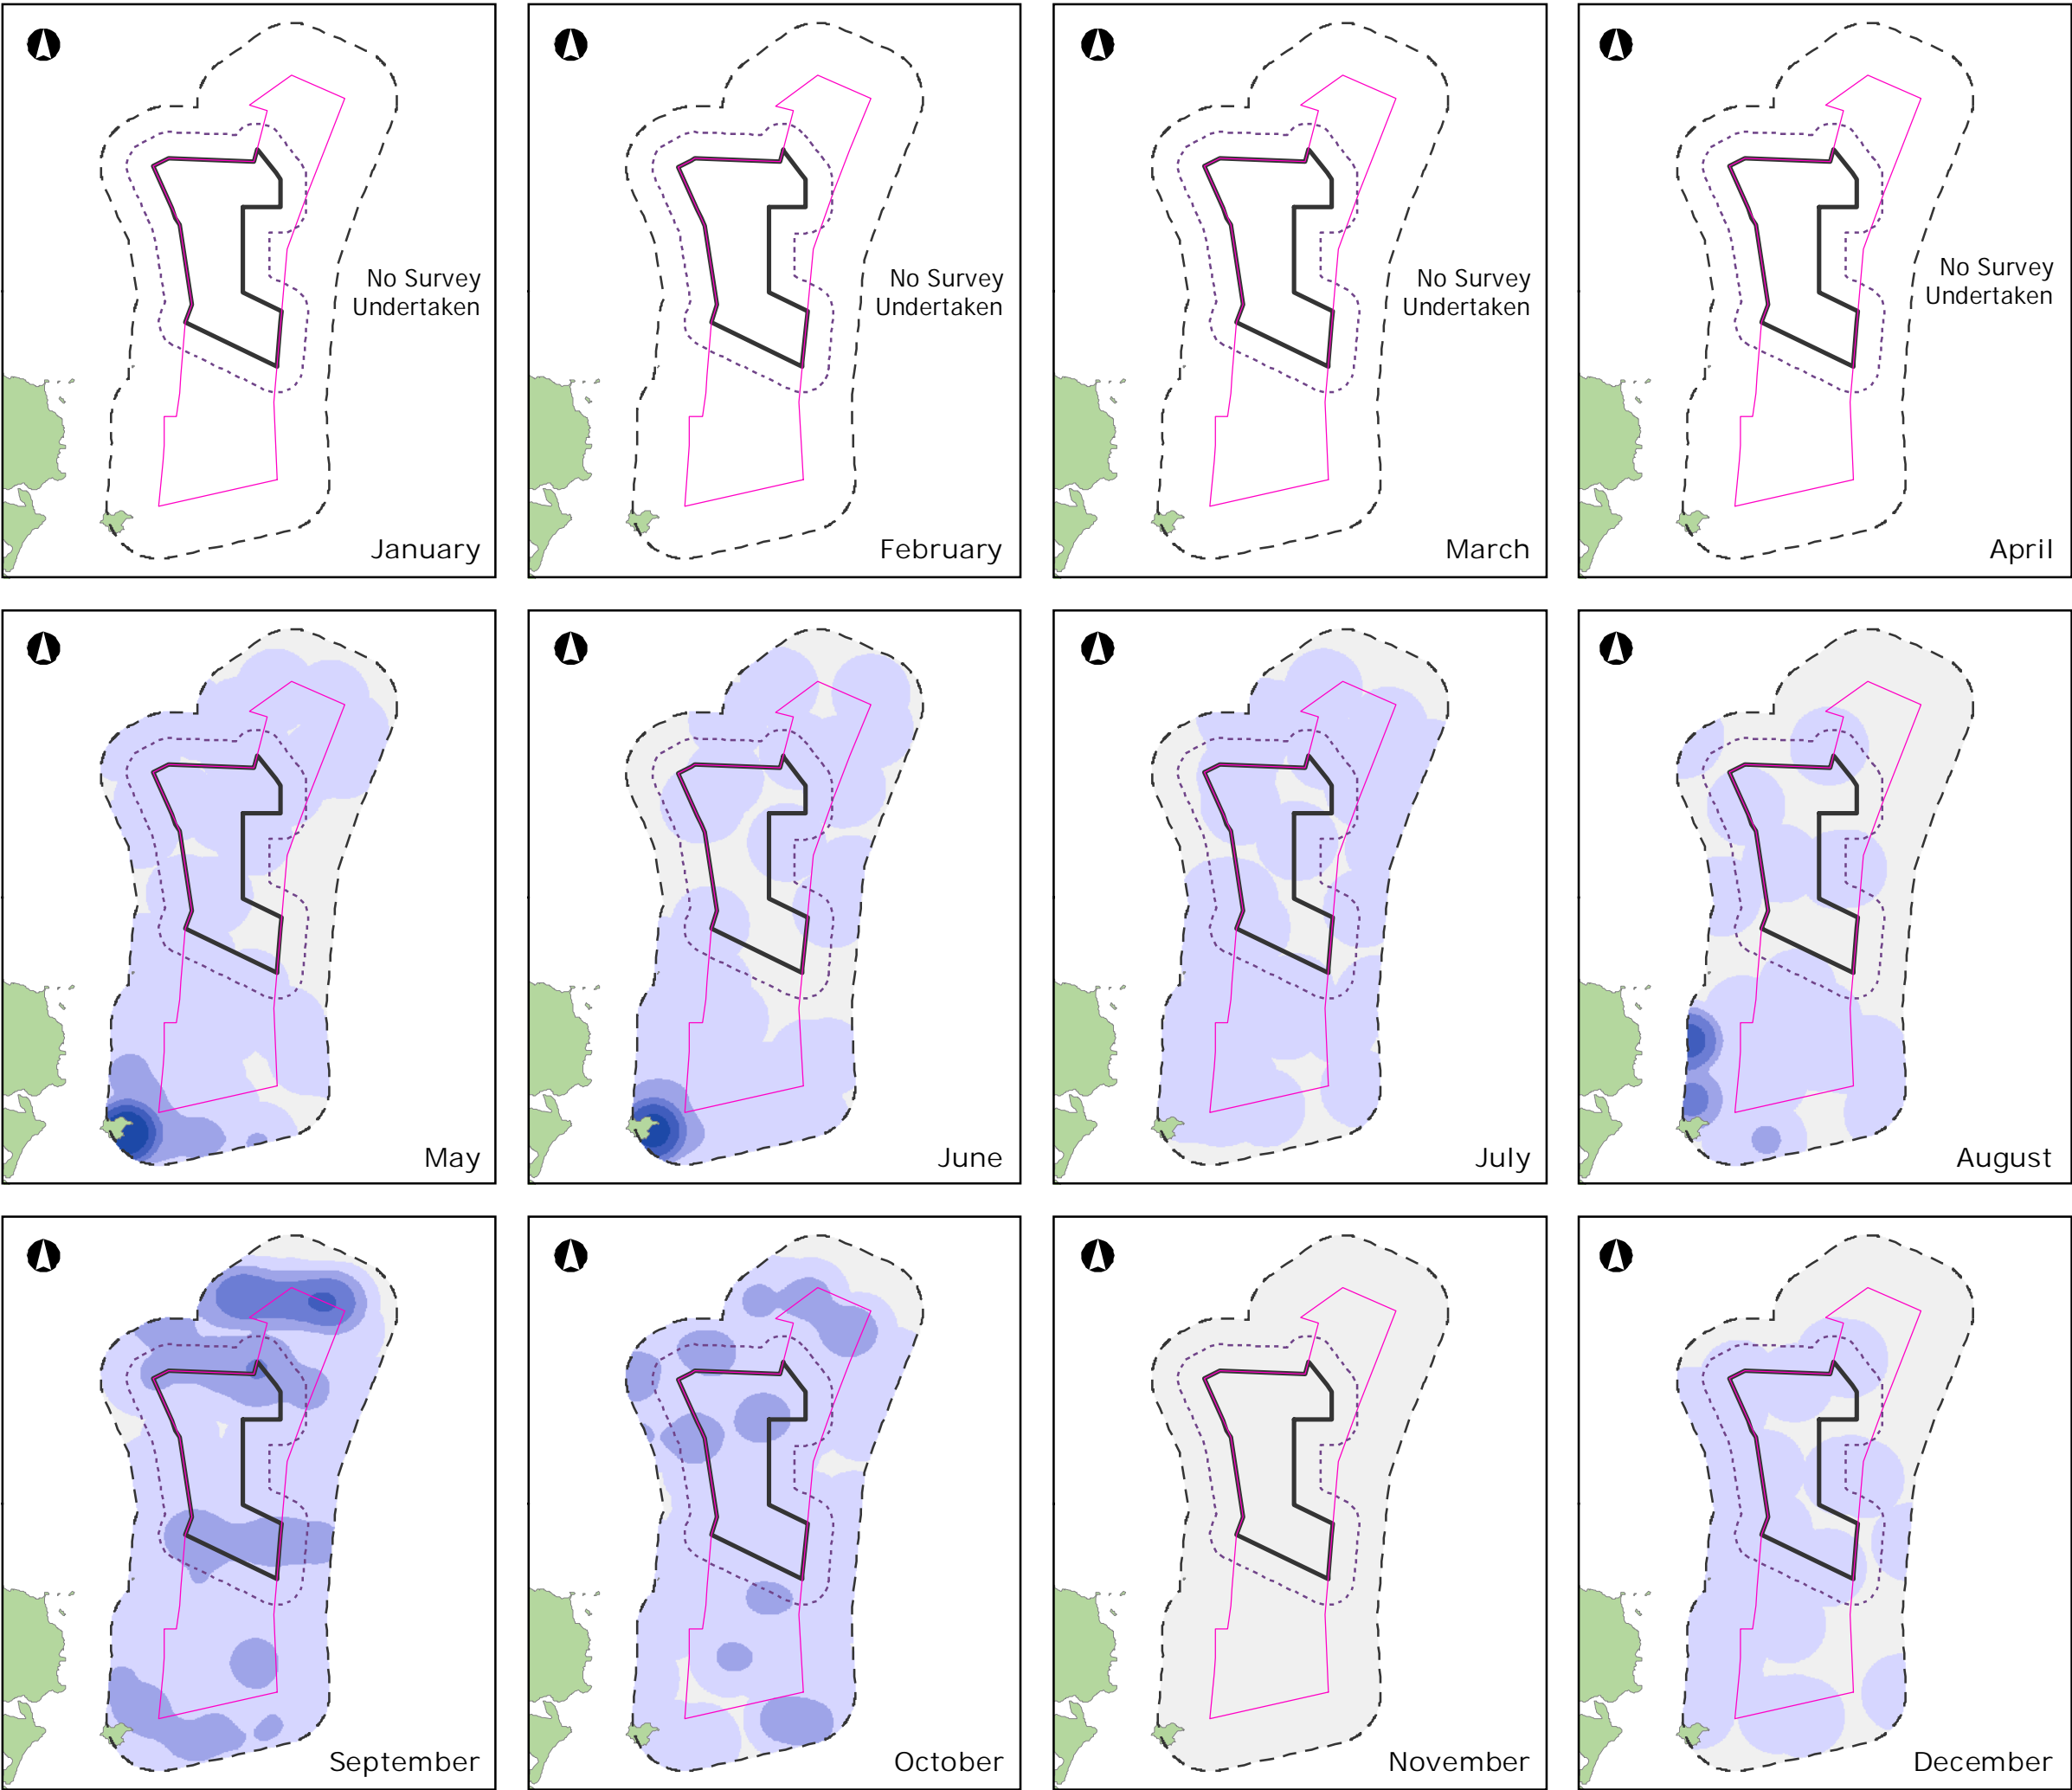 No Survey
Undertaken
January
No Survey
Undertaken
February
No Survey
Undertaken
March
No Survey
Undertaken
April
May
June
July
August
September
October
November
December